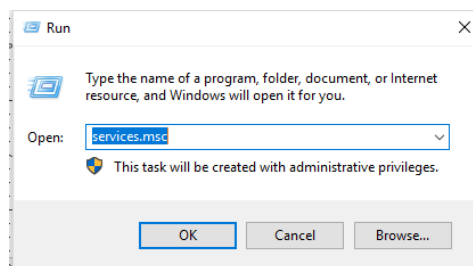 Run
Type the name of a program, folder, document, or Internet
resource, and Windows will open it for you.
Open: services.msc
This task will be created with administrative privileges.
OK Cancel Browse...